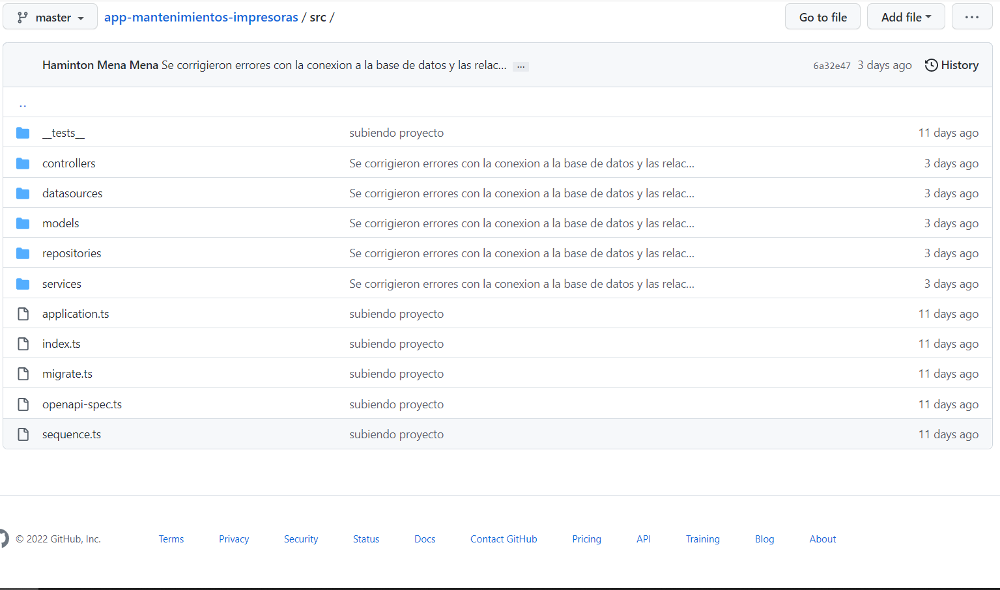 master app-mantenimientos-impresoras / src / Go to file Add file ...
Haminton Mena Mena Se corrigieron errores con la conexion a la base de datos y las relac... ... 6a32e47 3 days ago History
..
__tests__ subiendo proyecto 11 days ago
controllers Se corrigieron errores con la conexion a la base de datos y las relac... 3 days ago
datasources Se corrigieron errores con la conexion a la base de datos y las relac... 3 days ago
models Se corrigieron errores con la conexion a la base de datos y las relac... 3 days ago
repositories Se corrigieron errores con la conexion a la base de datos y las relac... 3 days ago
services Se corrigieron errores con la conexion a la base de datos y las relac... 3 days ago
application.ts subiendo proyecto 11 days ago
index.ts subiendo proyecto 11 days ago
migrate.ts subiendo proyecto 11 days ago
openapi-spec.ts subiendo proyecto 11 days ago
sequence.ts subiendo proyecto 11 days ago
© 2022 GitHub, Inc. Terms Privacy Security Status Docs Contact GitHub Pricing API Training Blog About